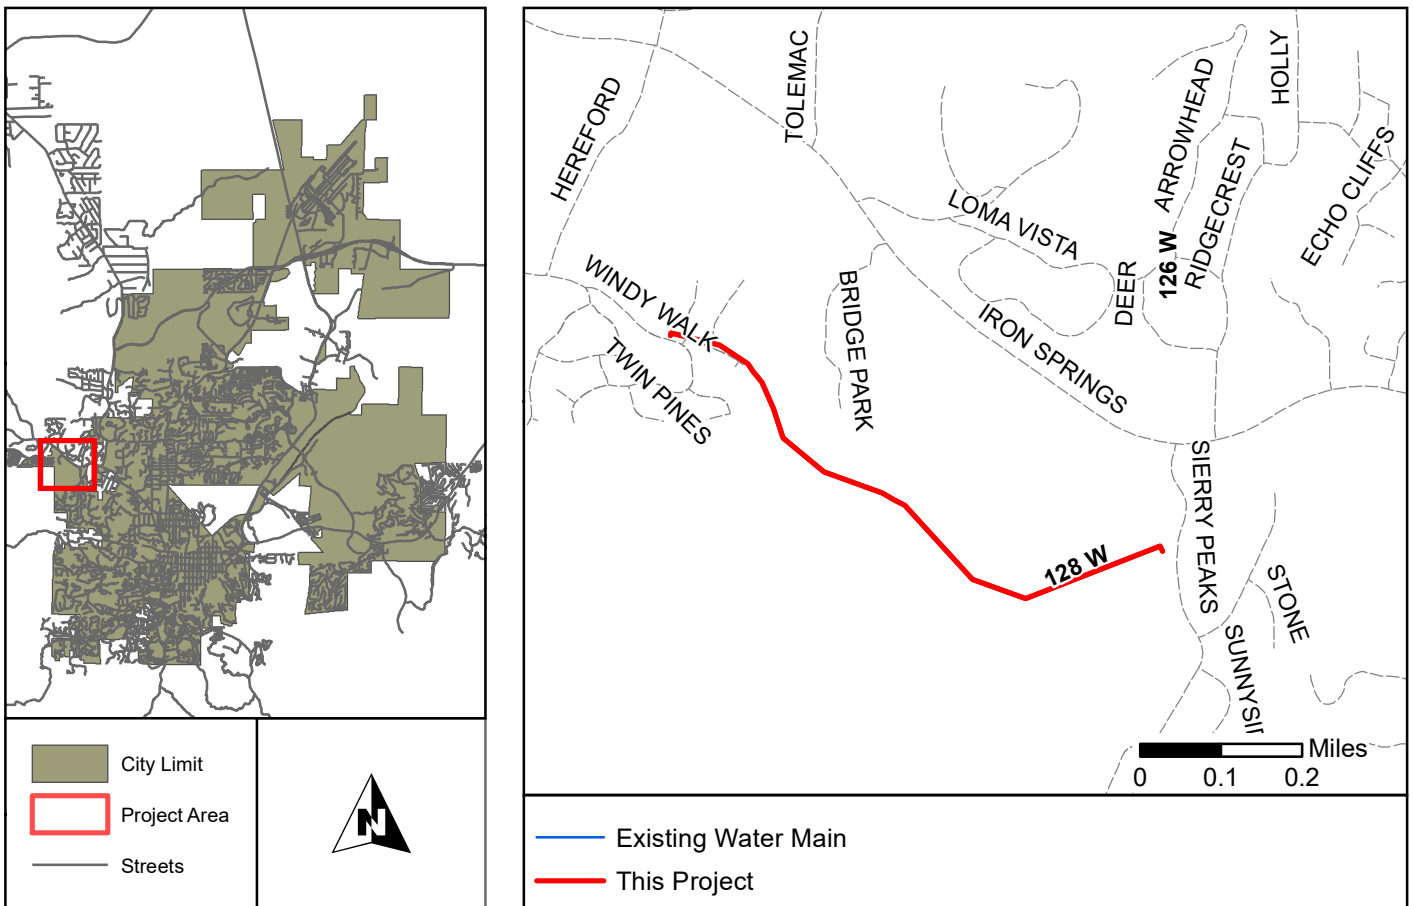 TOLEMAC
HOLLY
HEREFORD
ARROWHEAD
RIDGECREST
ECHO CLIFFS
LOMA VISTA
126 W
DEER
WINDY WALK
BRIDGE PARK
IRON SPRINGS
TWIN PINES
SIERRY PEAKS
128 W
STONE
SUNNYSI
Miles
0 0.1 0.2
City Limit
Project Area
Streets
N
Existing Water Main
This Project